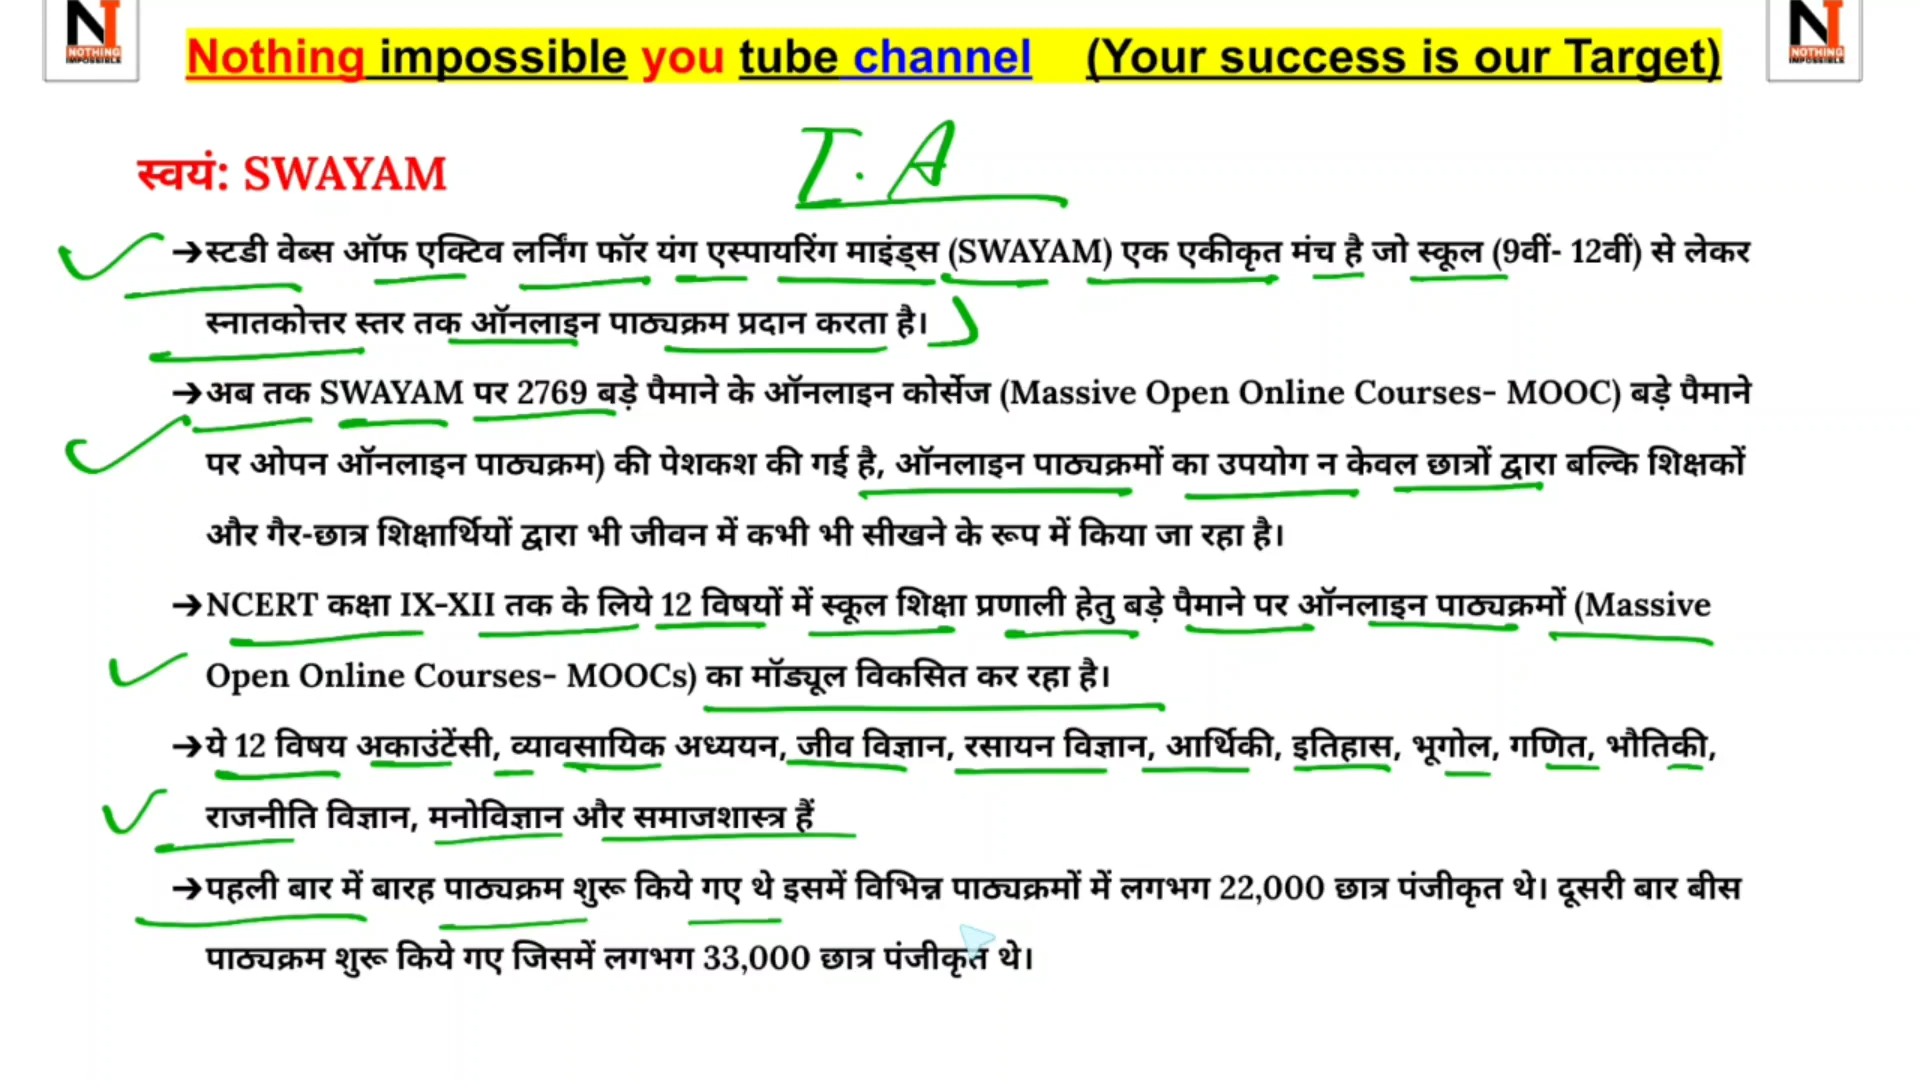 NOTHING
IMPOSSIBLE
Nothing impossible you tube channel (Your success is our Target)
NOTHING
IMPOSSIBLE
I.A
स्वयं: SWAYAM
→स्टडी वेब्स ऑफ एक्टिव लर्निंग फॉर यंग एस्पायरिंग माइंड्स (SWAYAM) एक एकीकृत मंच है जो स्कूल (9वीं- 12वीं) से लेकर
स्नातकोत्तर स्तर तक ऑनलाइन पाठ्यक्रम प्रदान करता है।
→अब तक SWAYAM पर 2769 बड़े पैमाने के ऑनलाइन कोर्सेज (Massive Open Online Courses- MOOC) बड़े पैमाने
पर ओपन ऑनलाइन पाठ्यक्रम) की पेशकश की गई है, ऑनलाइन पाठ्यक्रमों का उपयोग न केवल छात्रों द्वारा बल्कि शिक्षकों
और गैर-छात्र शिक्षार्थियों द्वारा भी जीवन में कभी भी सीखने के रूप में किया जा रहा है।
→NCERT कक्षा IX-XII तक के लिये 12 विषयों में स्कूल शिक्षा प्रणाली हेतु बड़े पैमाने पर ऑनलाइन पाठ्यक्रमों (Massive
Open Online Courses- MOOCs) का मॉड्यूल विकसित कर रहा है।
→ये 12 विषय अकाउंटेंसी, व्यावसायिक अध्ययन, जीव विज्ञान, रसायन विज्ञान, आर्थिकी, इतिहास, भूगोल, गणित, भौतिकी,
राजनीति विज्ञान, मनोविज्ञान और समाजशास्त्र हैं
→पहली बार में बारह पाठ्यक्रम शुरू किये गए थे इसमें विभिन्न पाठ्यक्रमों में लगभग 22,000 छात्र पंजीकृत थे। दूसरी बार बीस
पाठ्यक्रम शुरू किये गए जिसमें लगभग 33,000 छात्र पंजीकृत थे।